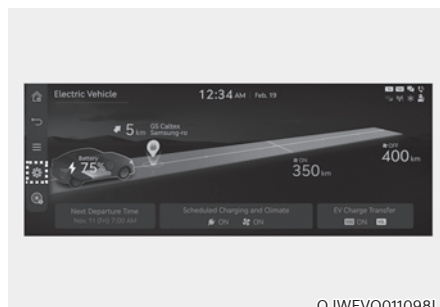 Electric Vehicle
12:34 AM Feb. 19
5 km
GS Caltex
Samsung-ro
Battery
75%
ON
350 km
OFF
400 km
Next Departure Time
Nov. 11 (Fri) 7:00 AM
Scheduled Charging and Climate
ON ON
EV Charge Transfer
ON